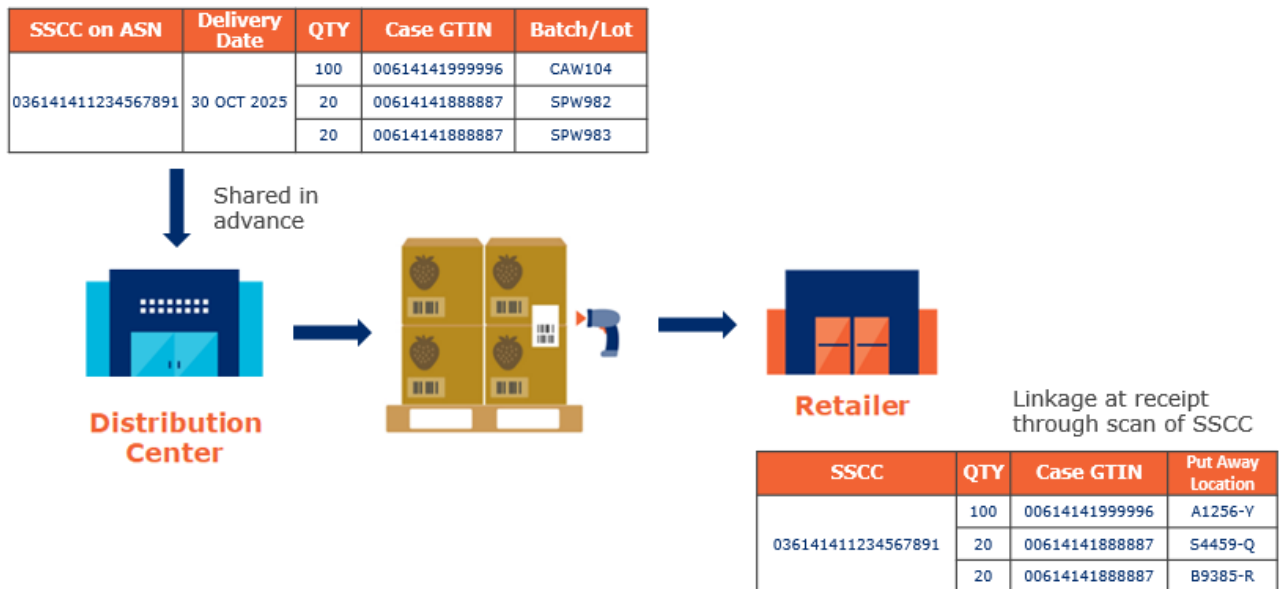 SSCC on ASN Delivery Date QTY Case GTIN Batch/Lot
036141411234567891 30 OCT 2025 100 00614141999996 CAW104
20 00614141888887 SPW982
20 00614141888887 SPW983
Shared in
advance
Distribution
Center
Retailer
Linkage at receipt
through scan of SSCC
SSCC QTY Case GTIN Put Away Location
036141411234567891 100 00614141999996 A1256-Y
20 00614141888887 S4459-Q
20 00614141888887 B9385-R